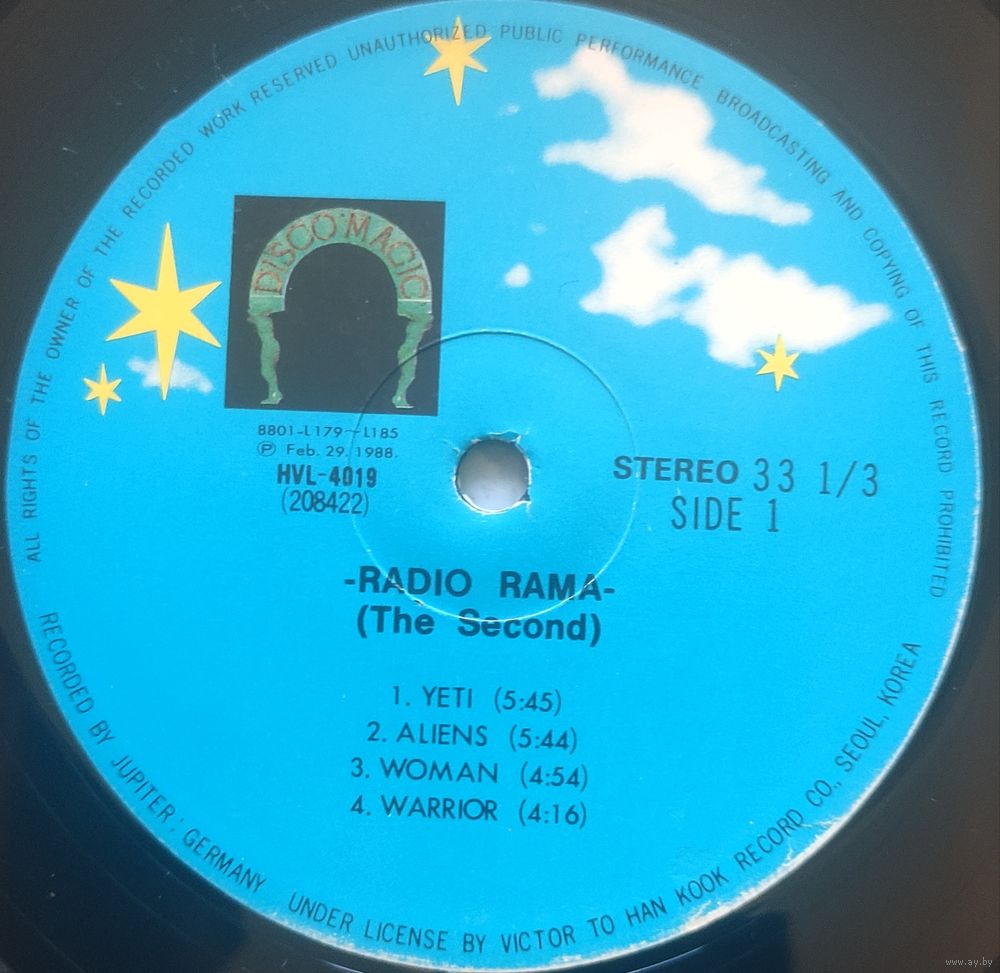 ALL RIGHTS OF THE OWNER OF THE RECORDED WORK RESERVED UNAUTHORIZED PUBLIC PERFORMANCE BROADCASTING AND COPYING OF THIS RECORD PROHIBITED
DISCO MAGIC
8801-L179~L185
Ⓟ Feb. 29. 1988.
HVL-4019
(208422)
STEREO 33 1/3
SIDE 1
-RADIO RAMA-
(The Second)
1. YETI (5:45)
2. ALIENS (5:44)
3. WOMAN (4:54)
4. WARRIOR (4:16)
RECORDED BY JUPITER, GERMANY UNDER LICENSE BY VICTOR TO HAN KOOK RECORD CO., SEOUL, KOREA
www.ay.by